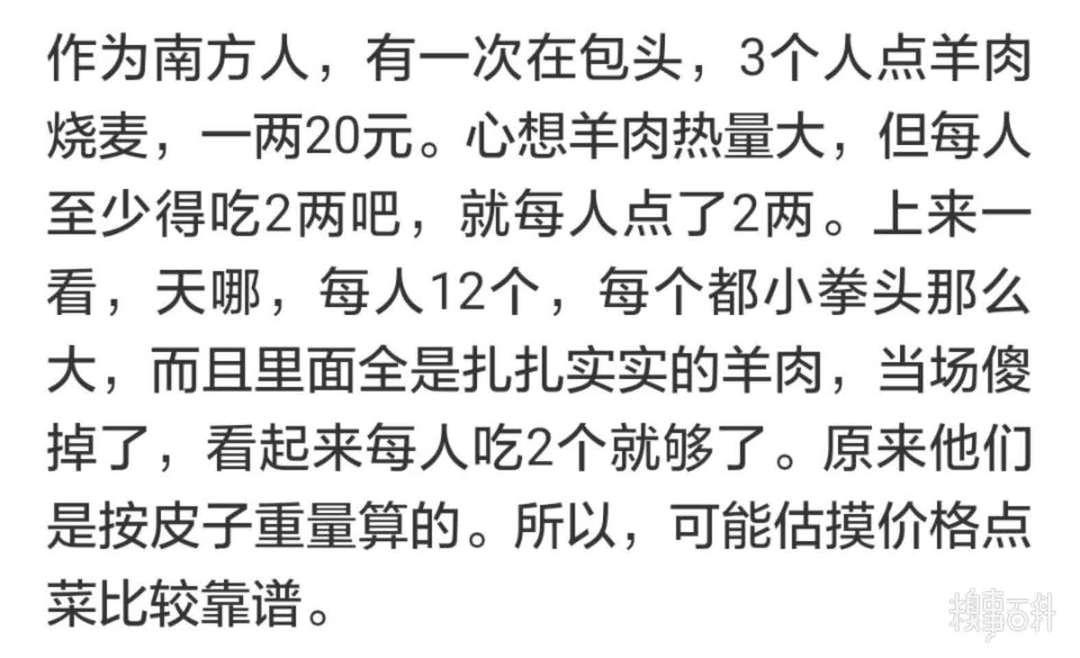 作为南方人，有一次在包头，3个人点羊肉
烧麦，一两20元。心想羊肉热量大，但每人
至少得吃2两吧，就每人点了2两。上来一
看，天哪，每人12个，每个都小拳头那么
大，而且里面全是扎扎实实的羊肉，当场傻
掉了，看起来每人吃2个就够了。原来他们
是按皮子重量算的。所以，可能估摸价格点
菜比较靠谱。
糗事百科